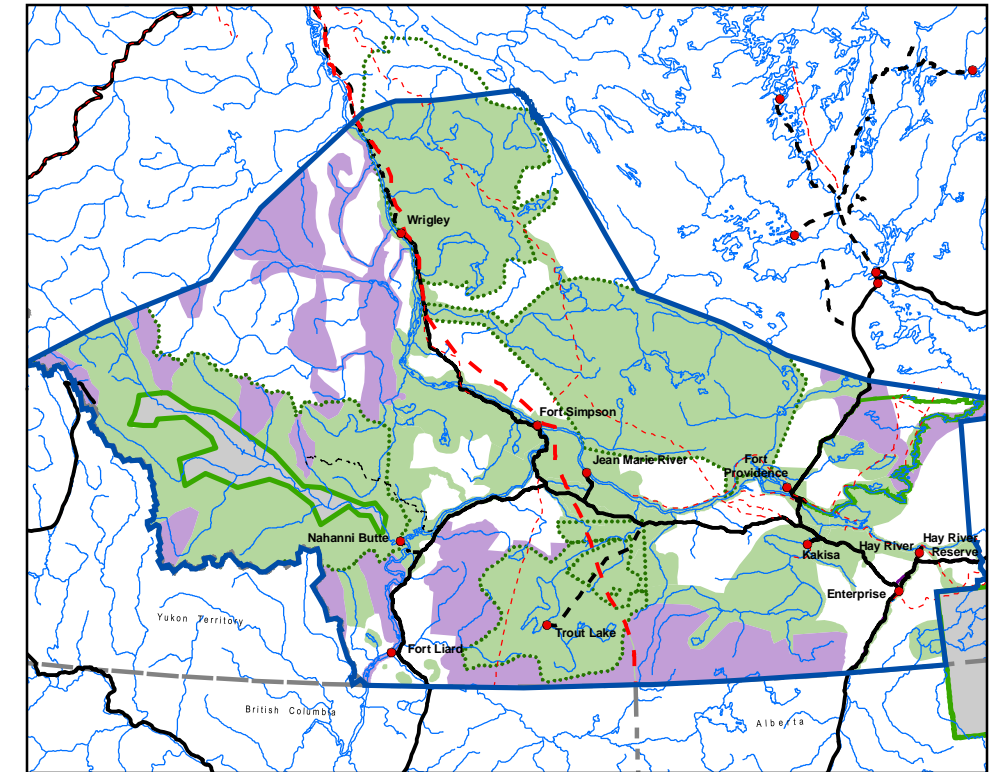 Wrigley
Fort Simpson
Jean Marie River
Fort
Providence
Nahanni Butte
Hay River
Hay River
Reserve
Kakisa
Enterprise
Trout Lake
Fort Liard
Yukon Territory
British Columbia
Alberta